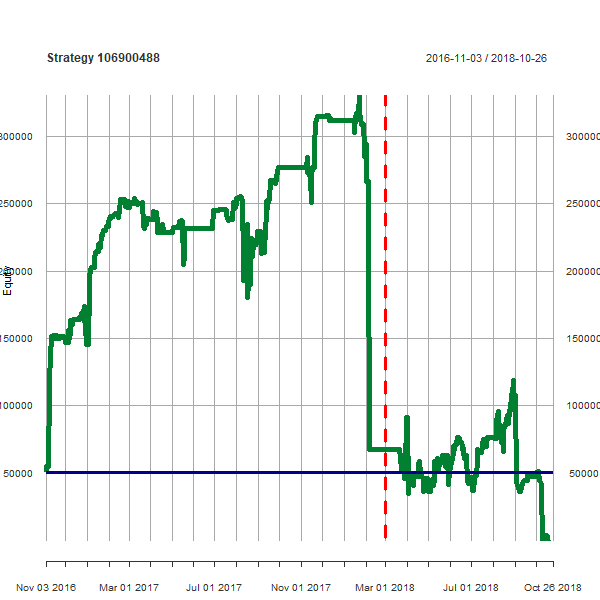 Strategy 106900488
2016-11-03 / 2018-10-26
300000
300000
250000
250000
200000
200000
Equity
150000
150000
100000
100000
50000
50000
Nov 03 2016
Mar 01 2017
Jul 01 2017
Nov 01 2017
Mar 01 2018
Jul 01 2018
Oct 26 2018